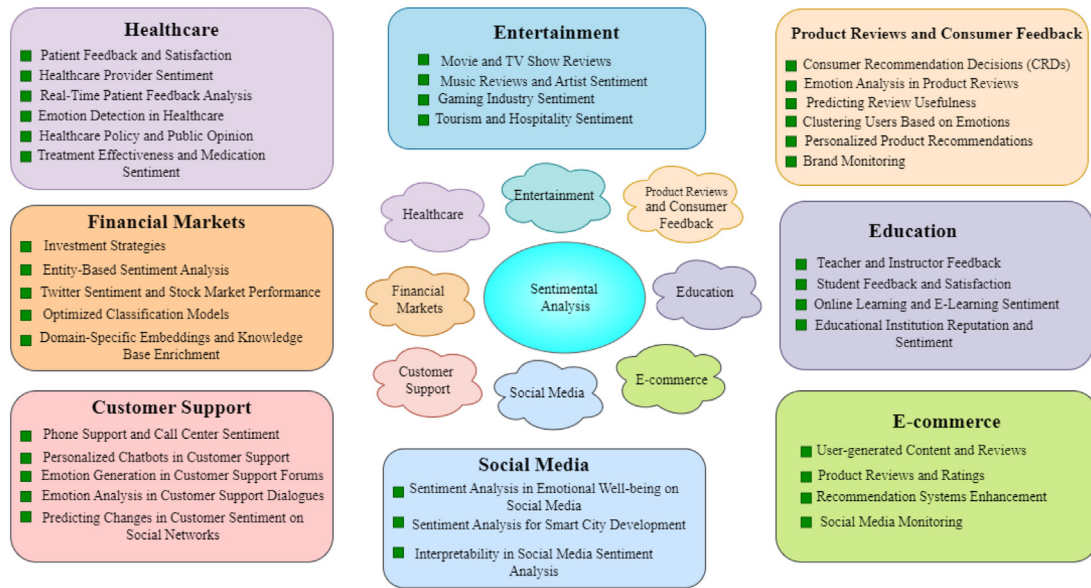 Healthcare
Patient Feedback and Satisfaction
Healthcare Provider Sentiment
Real-Time Patient Feedback Analysis
Emotion Detection in Healthcare
Healthcare Policy and Public Opinion
Treatment Effectiveness and Medication
Sentiment
Entertainment
Movie and TV Show Reviews
Music Reviews and Artist Sentiment
Gaming Industry Sentiment
Tourism and Hospitality Sentiment
Product Reviews and Consumer Feedback
Consumer Recommendation Decisions (CRDs)
Emotion Analysis in Product Reviews
Predicting Review Usefulness
Clustering Users Based on Emotions
Personalized Product Recommendations
Brand Monitoring
Financial Markets
Investment Strategies
Entity-Based Sentiment Analysis
Twitter Sentiment and Stock Market Performance
Optimized Classification Models
Domain-Specific Embeddings and Knowledge
Base Enrichment
Healthcare
Entertainment
Product Reviews
and Consumer
Feedback
Financial
Markets
Sentimental
Analysis
Education
Customer
Support
Social Media
E-commerce
Education
Teacher and Instructor Feedback
Student Feedback and Satisfaction
Online Learning and E-Learning Sentiment
Educational Institution Reputation and
Sentiment
Customer Support
Phone Support and Call Center Sentiment
Personalized Chatbots in Customer Support
Emotion Generation in Customer Support Forums
Emotion Analysis in Customer Support Dialogues
Predicting Changes in Customer Sentiment on
Social Networks
Social Media
Sentiment Analysis in Emotional Well-being on
Social Media
Sentiment Analysis for Smart City Development
Interpretability in Social Media Sentiment
Analysis
E-commerce
User-generated Content and Reviews
Product Reviews and Ratings
Recommendation Systems Enhancement
Social Media Monitoring